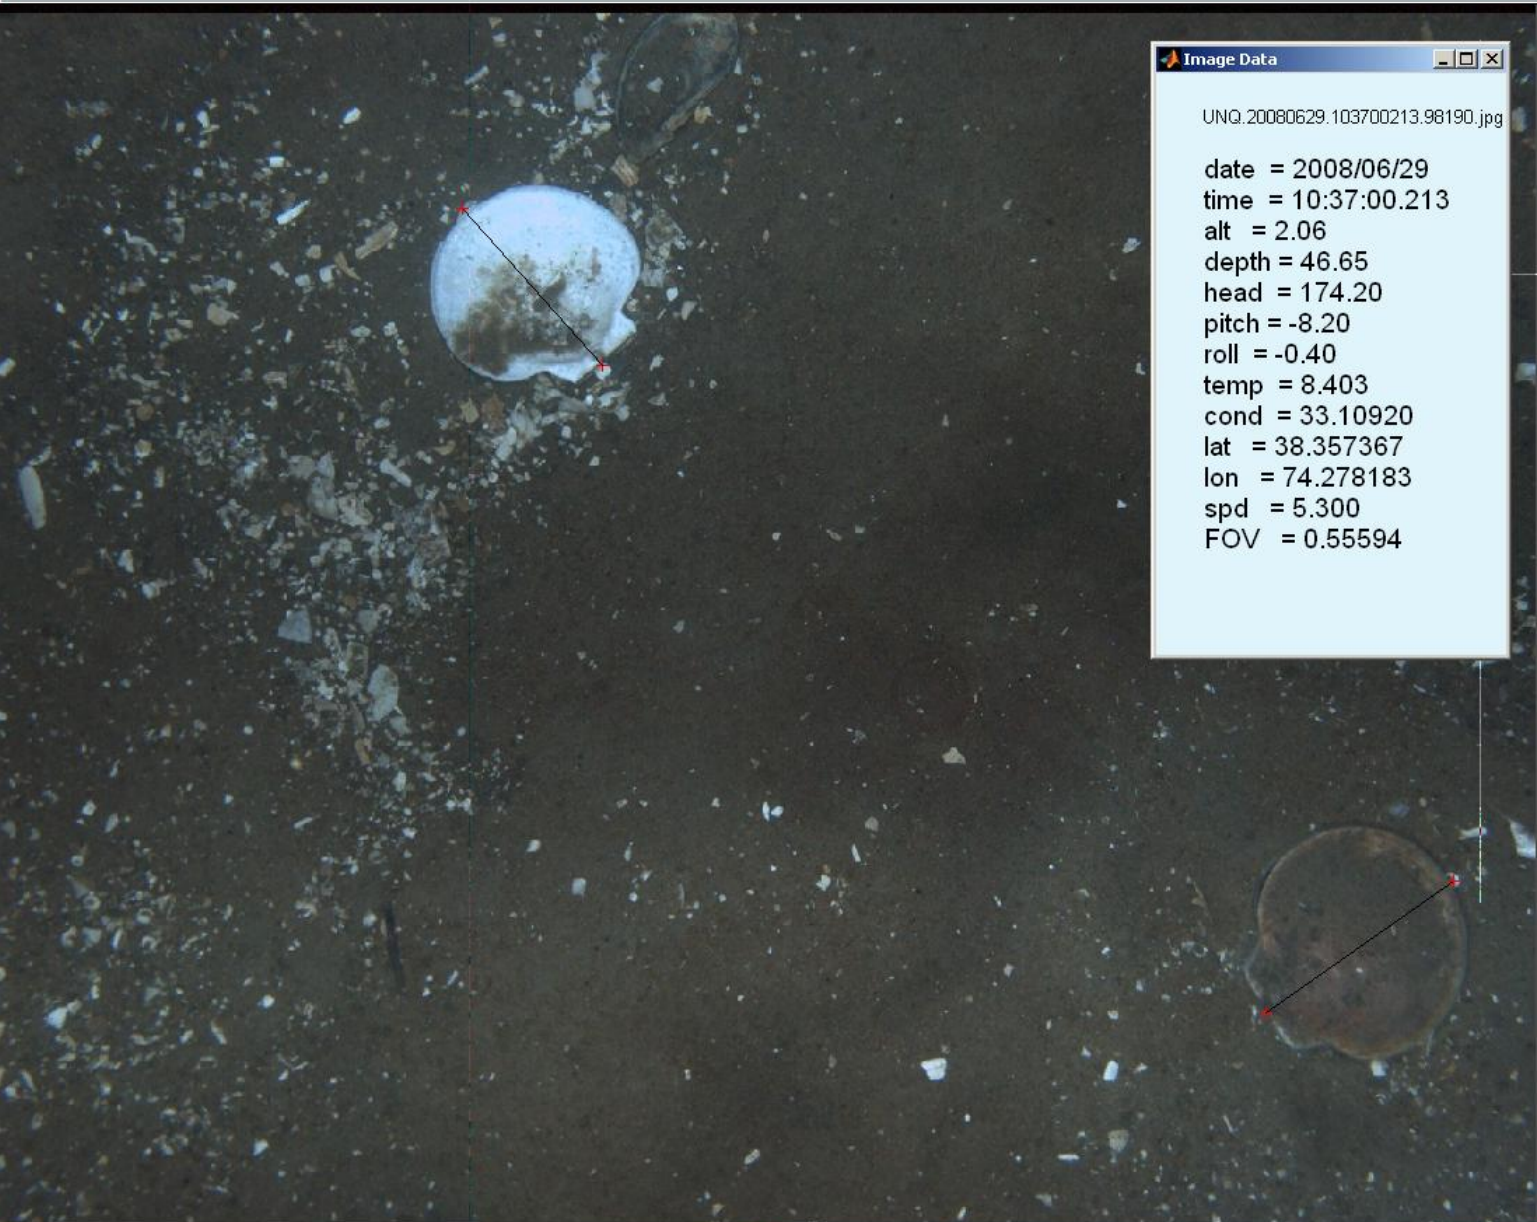 Image Data
UNQ.20080629.103700213.98190.jpg
date = 2008/06/29
time = 10:37:00.213
alt = 2.06
depth = 46.65
head = 174.20
pitch = -8.20
roll = -0.40
temp = 8.403
cond = 33.10920
lat = 38.357367
lon = 74.278183
spd = 5.300
FOV = 0.55594